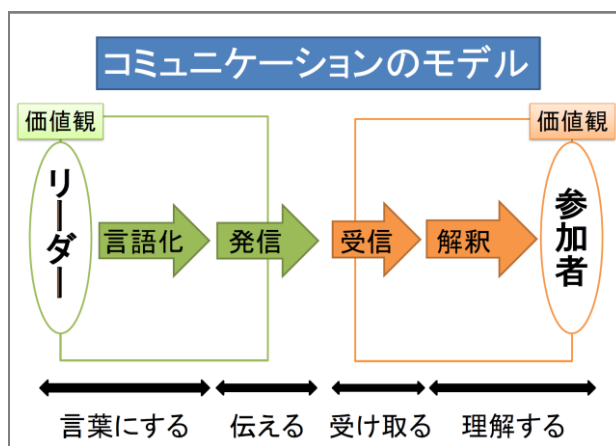 コミュニケーションのモデル
価値観
価値観
リーダー
言語化
発信
受信
解釈
参加者
言葉にする
伝える
受け取る
理解する